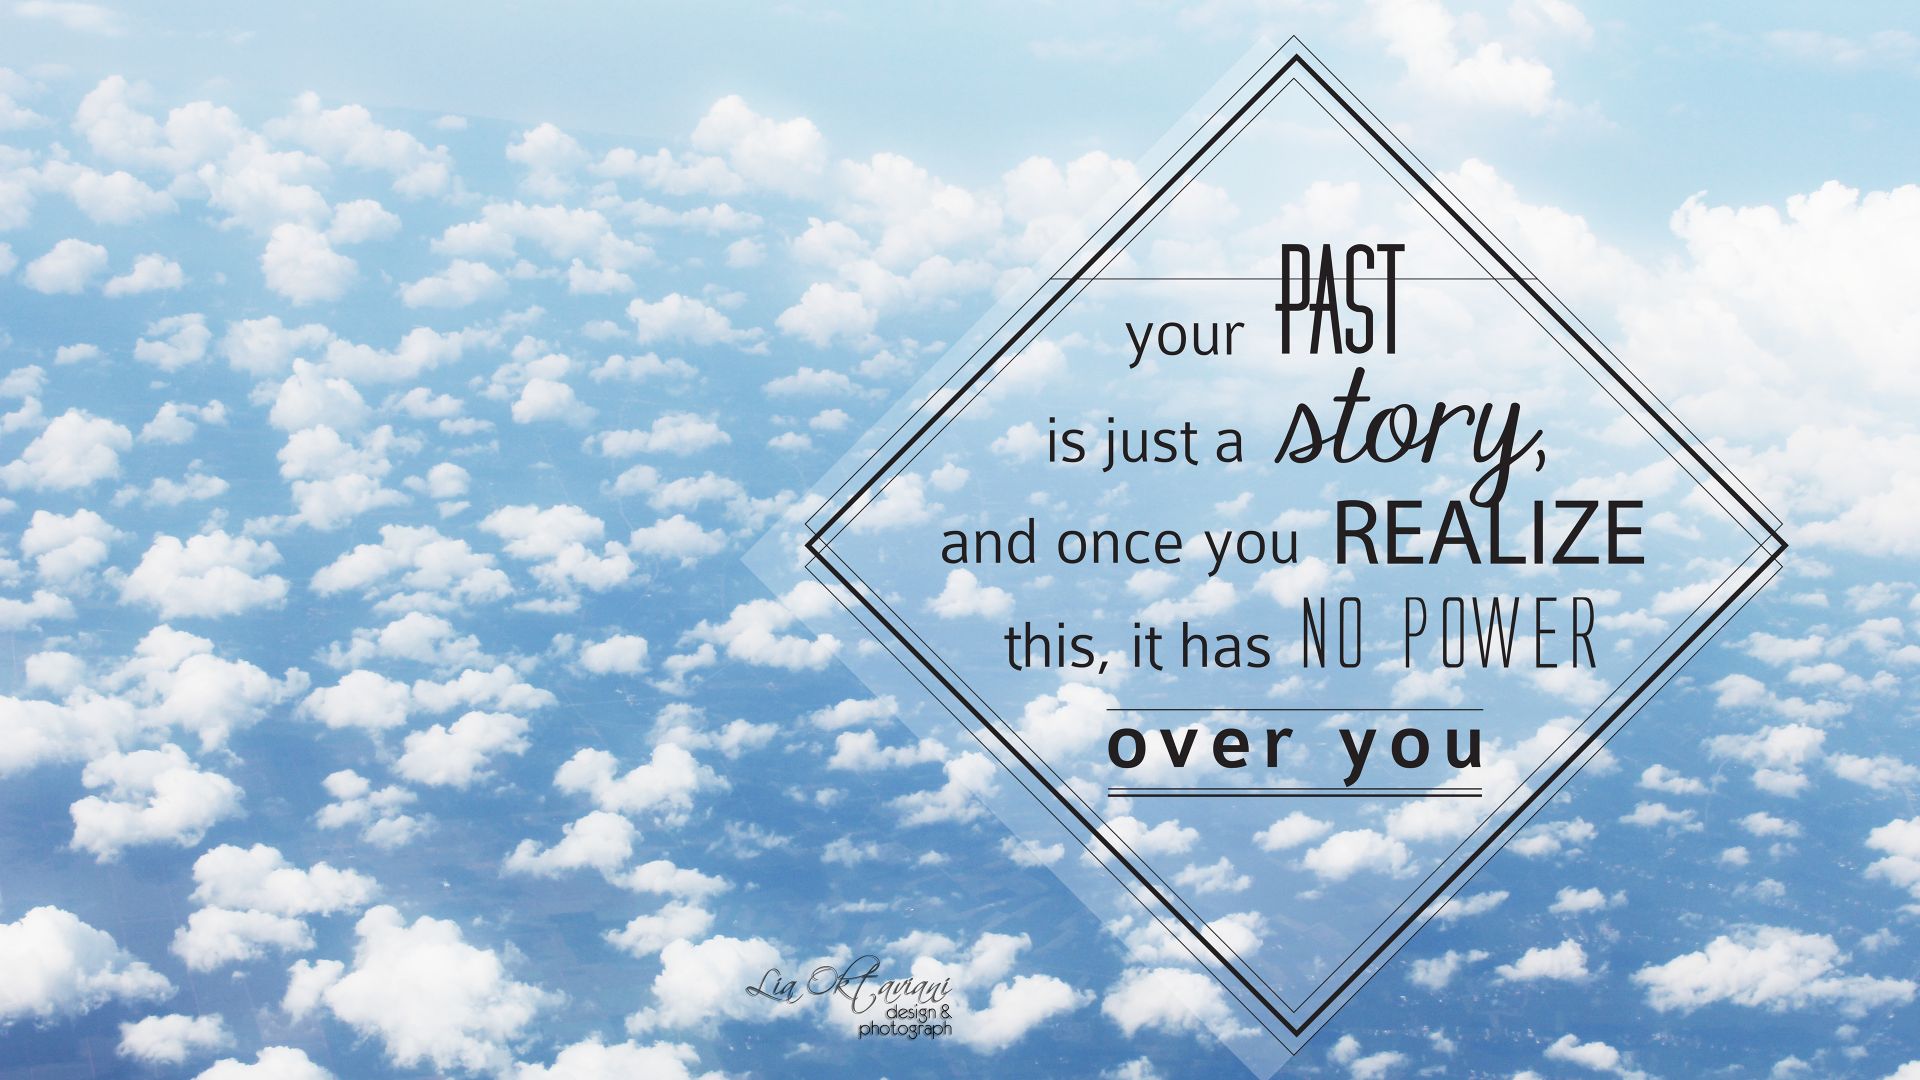 your PAST
is just a story,
and once you REALIZE
this, it has NO POWER
over you
Lia Oktaviani
design &
photograph